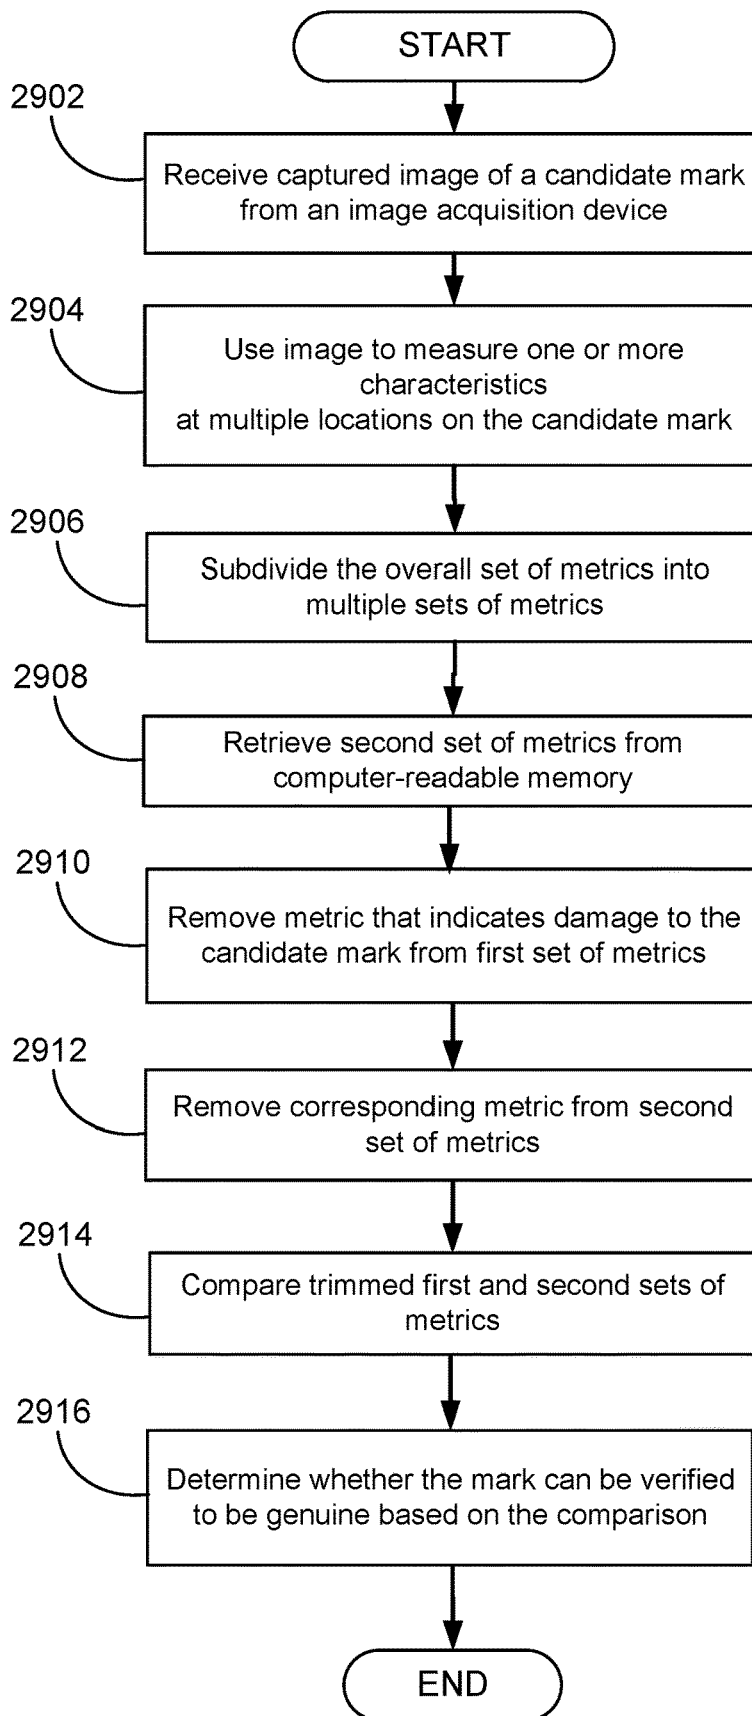 START
2902
Receive captured image of a candidate mark
from an image acquisition device
2904
Use image to measure one or more
characteristics
at multiple locations on the candidate mark
2906
Subdivide the overall set of metrics into
multiple sets of metrics
2908
Retrieve second set of metrics from
computer-readable memory
2910
Remove metric that indicates damage to the
candidate mark from first set of metrics
2912
Remove corresponding metric from second
set of metrics
2914
Compare trimmed first and second sets of
metrics
2916
Determine whether the mark can be verified
to be genuine based on the comparison
END